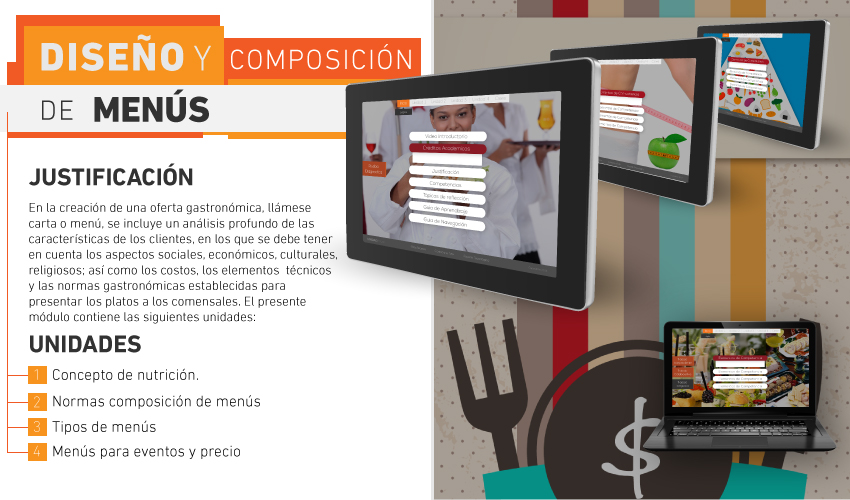 DISEÑO Y COMPOSICIÓN
DE MENÚS
JUSTIFICACIÓN
En la creación de una oferta gastronómica, llámese
carta o menú, se incluye un análisis profundo de las
características de los clientes, en los que se debe tener
en cuenta los aspectos sociales, económicos, culturales,
religiosos; así como los costos, los elementos técnicos
y las normas gastronómicas establecidas para
presentar los platos a los comensales. El presente
módulo contiene las siguientes unidades:
UNIDADES
1 Concepto de nutrición.
2 Normas composición de menús
3 Tipos de menús
4 Menús para eventos y precio
Video introductorio
Créditos Académicos
Justificación
Competencias
Tópicos de reflexión
Guía de Aprendizaje
Guía de Navegación
$